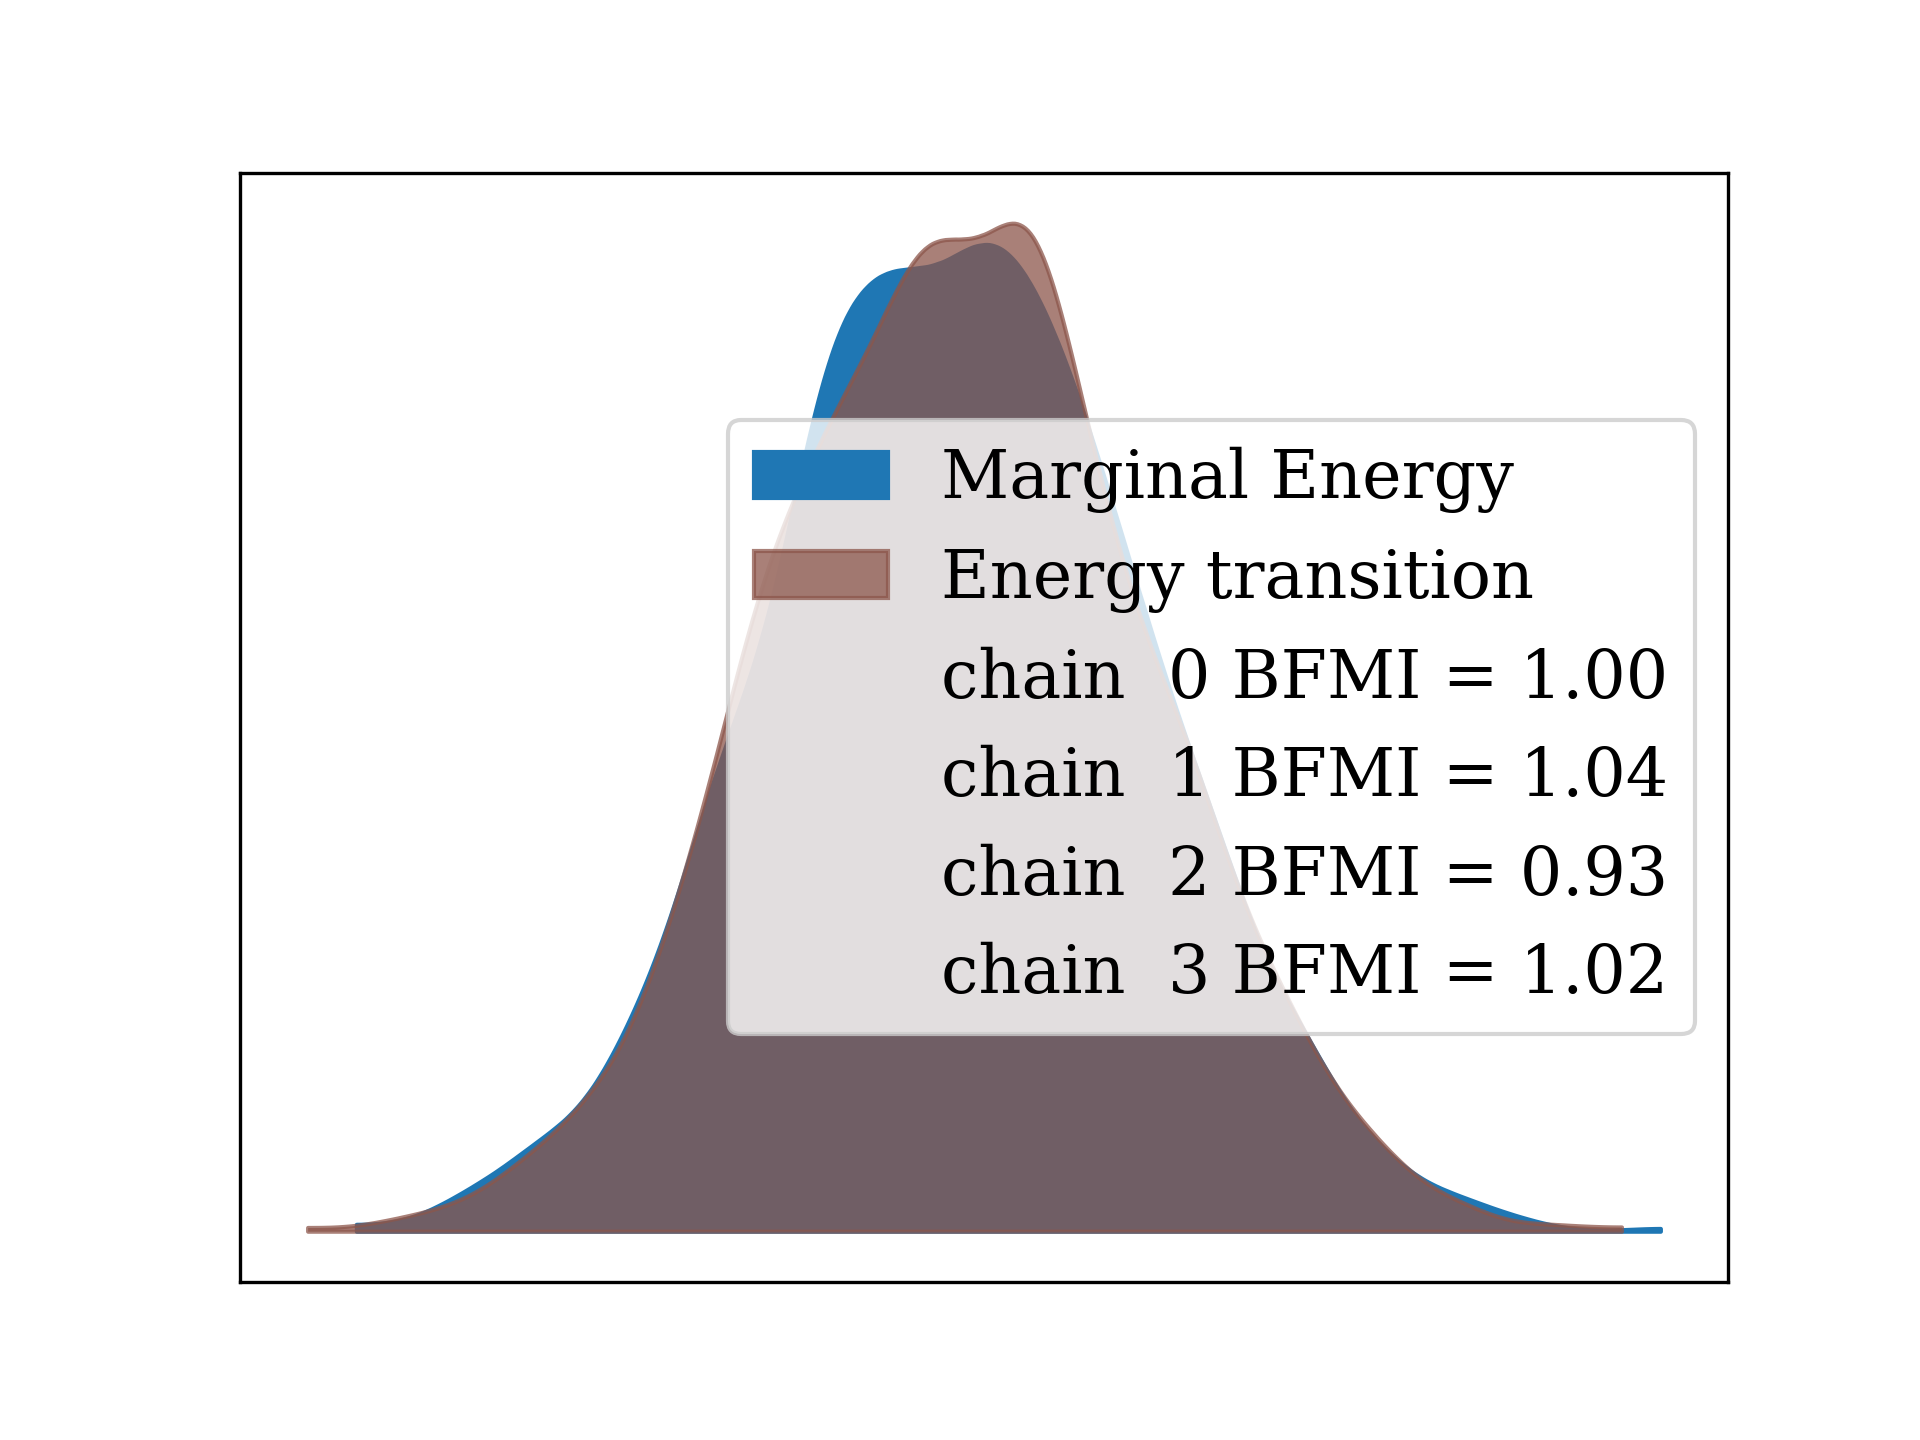 Marginal Energy
Energy transition
chain  0 BFMI = 1.00
chain  1 BFMI = 1.04
chain  2 BFMI = 0.93
chain  3 BFMI = 1.02